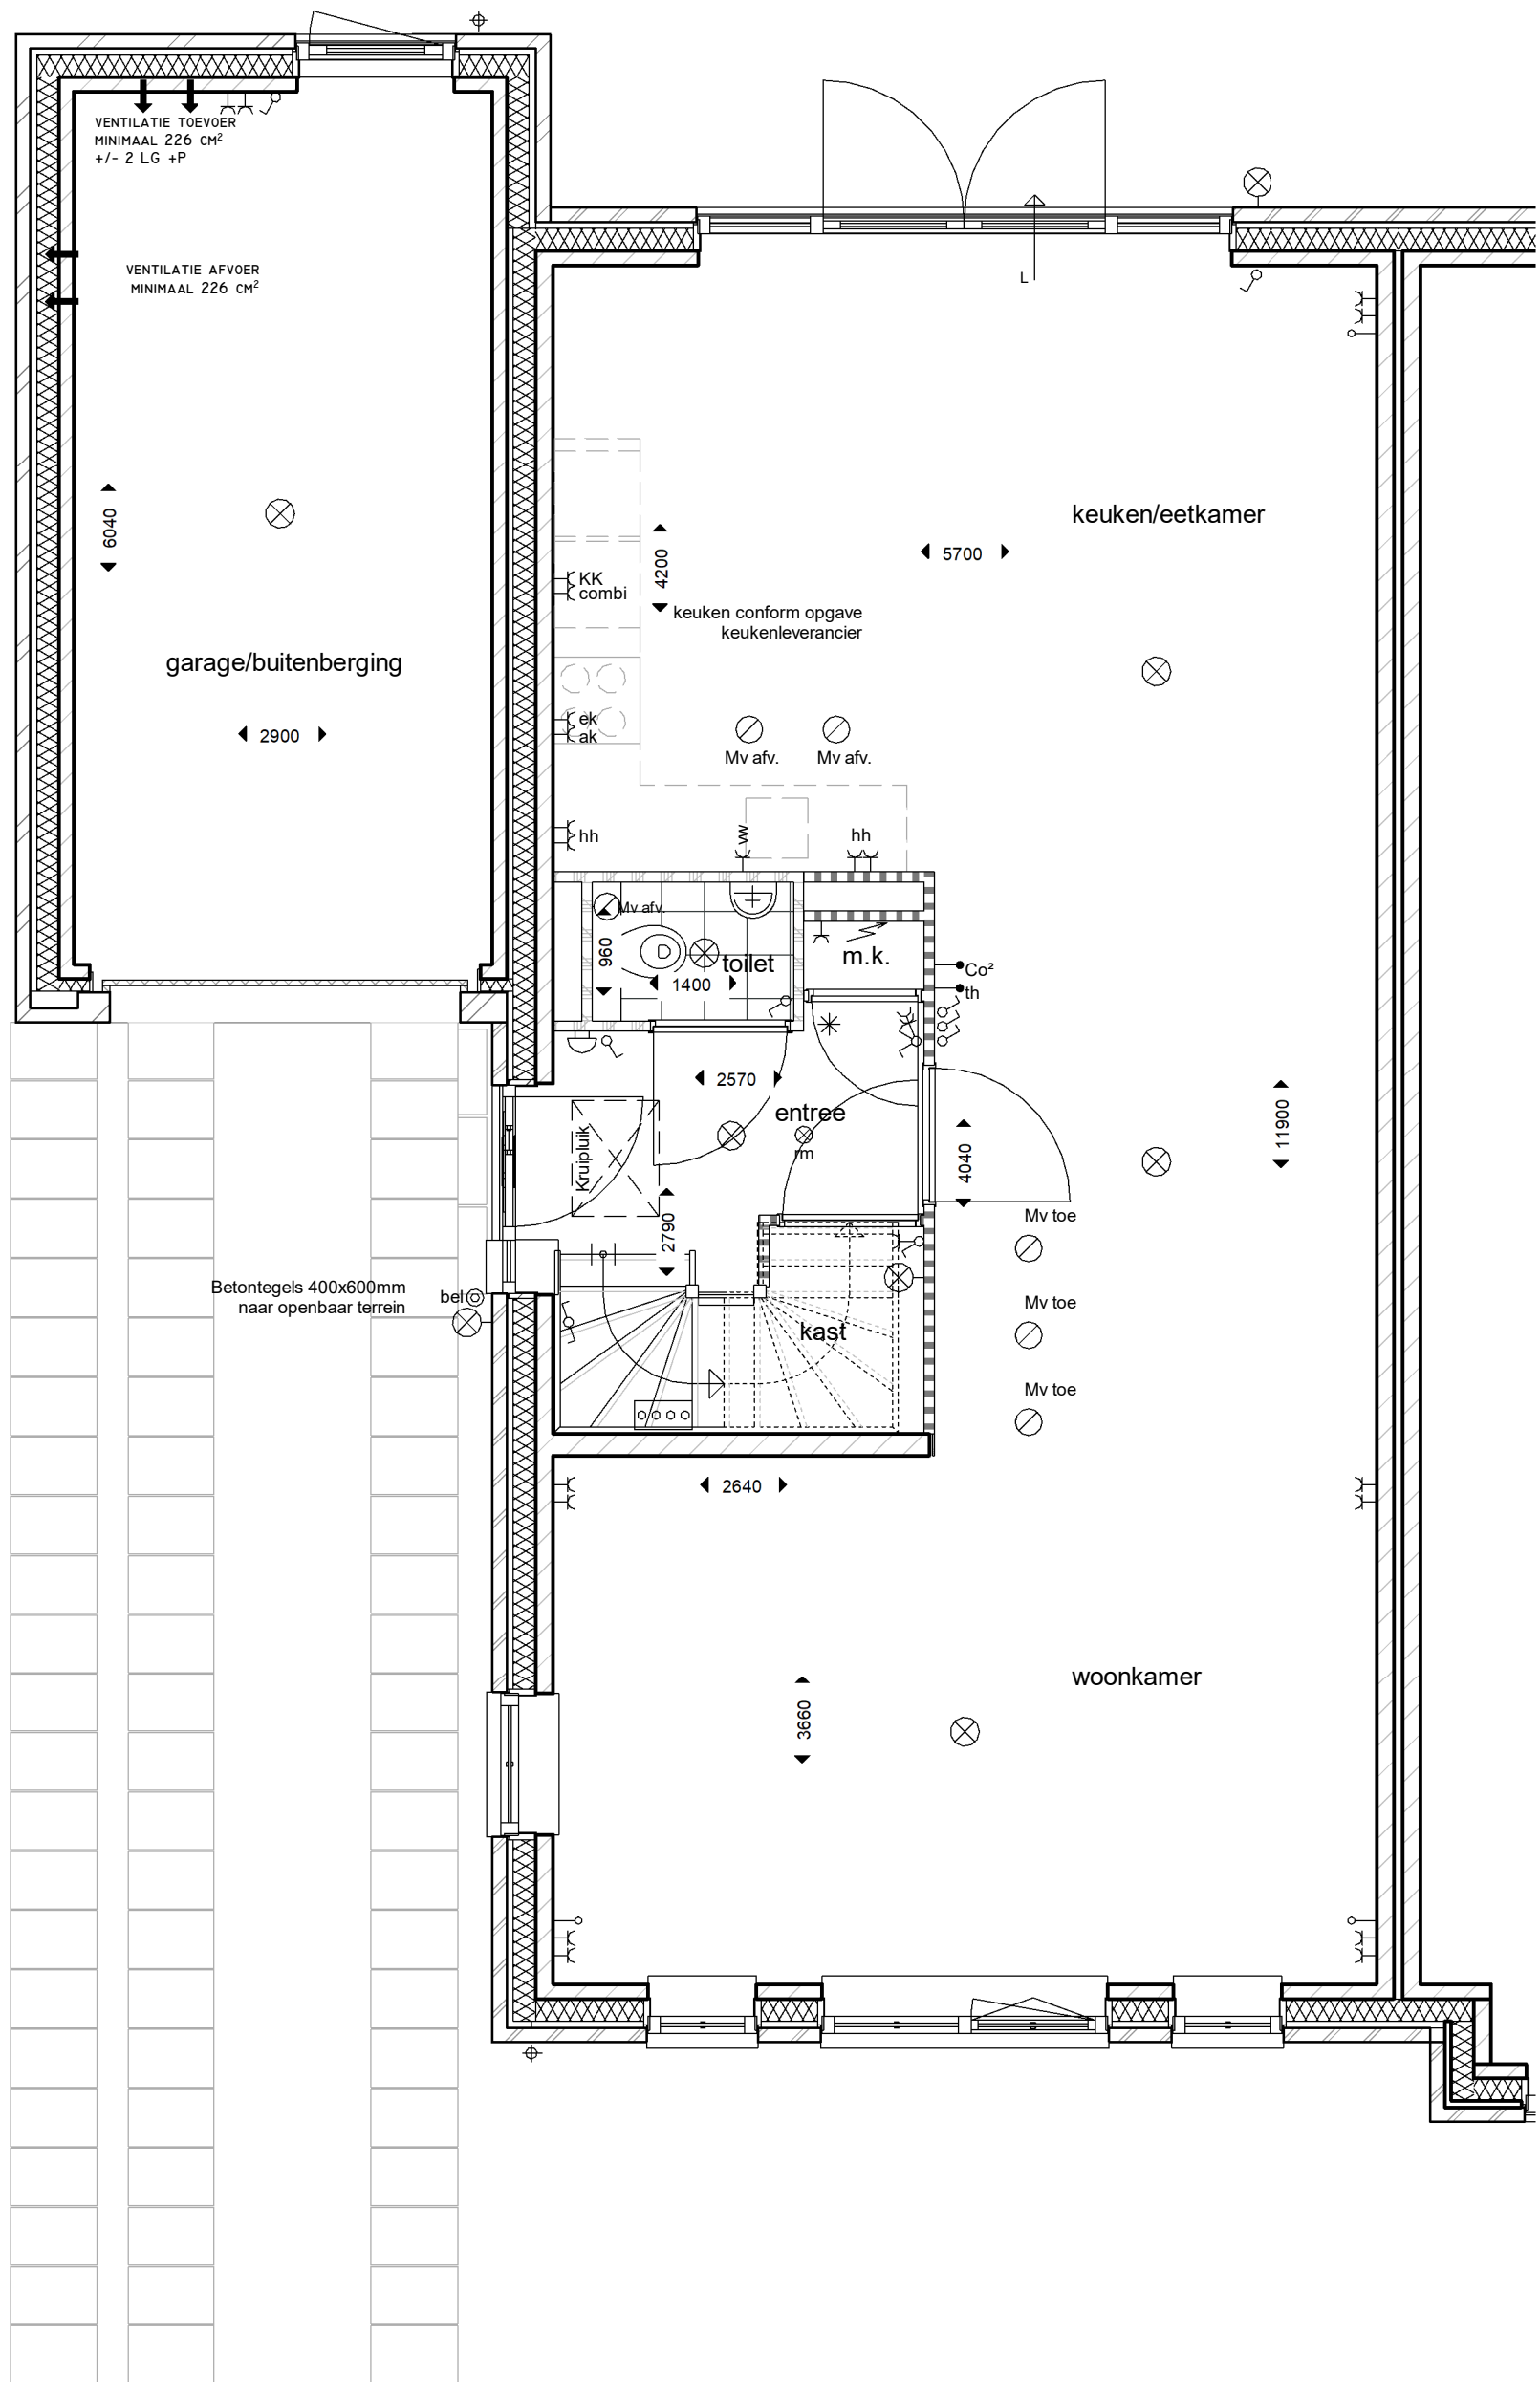 VENTILATIE TOEVOER
MINIMAAL 226 CM²
+/- 2 LG +P
VENTILATIE AFVOER
MINIMAAL 226 CM²
L
6040
keuken/eetkamer
5700
4200
KK
combi
keuken conform opgave
keukenleverancier
garage/buitenberging
2900
ek
ak
Mv afv.
Mv afv.
hh
vw
hh
Mv afv.
960
toilet
1400
m.k.
Co²
th
2570
entree
rm
Kruipluik
4040
11900
2790
Mv toe
Betontegels 400x600mm
naar openbaar terrein
bel
Mv toe
kast
Mv toe
2640
woonkamer
3660